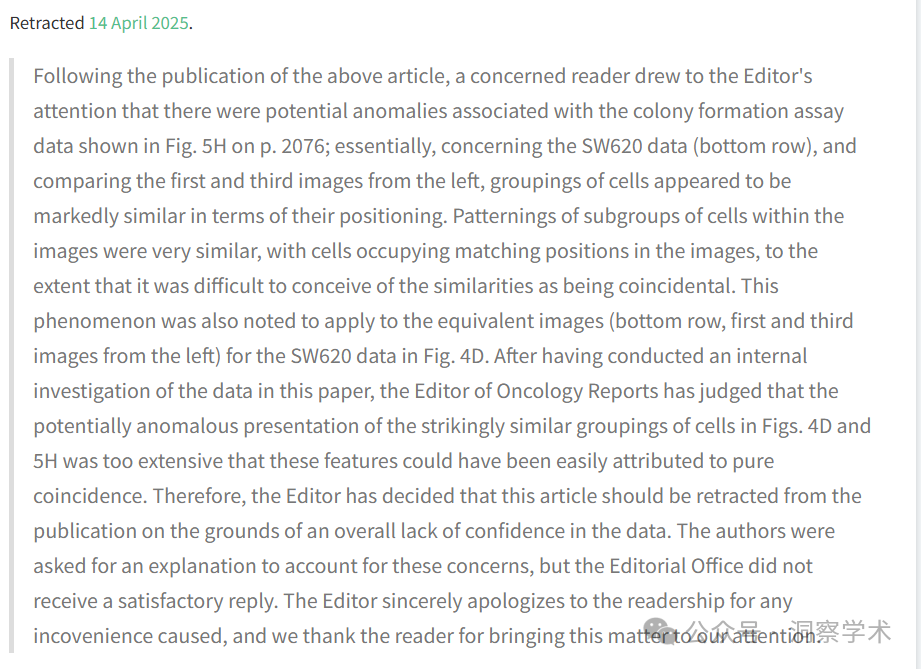 Retracted 14 April 2025.
Following the publication of the above article, a concerned reader drew to the Editor's
attention that there were potential anomalies associated with the colony formation assay
data shown in Fig. 5H on p. 2076; essentially, concerning the SW620 data (bottom row), and
comparing the first and third images from the left, groupings of cells appeared to be
markedly similar in terms of their positioning. Patternings of subgroups of cells within the
images were very similar, with cells occupying matching positions in the images, to the
extent that it was difficult to conceive of the similarities as being coincidental. This
phenomenon was also noted to apply to the equivalent images (bottom row, first and third
images from the left) for the SW620 data in Fig. 4D. After having conducted an internal
investigation of the data in this paper, the Editor of Oncology Reports has judged that the
potentially anomalous presentation of the strikingly similar groupings of cells in Figs. 4D and
5H was too extensive that these features could have been easily attributed to pure
coincidence. Therefore, the Editor has decided that this article should be retracted from the
publication on the grounds of an overall lack of confidence in the data. The authors were
asked for an explanation to account for these concerns, but the Editorial Office did not
receive a satisfactory reply. The Editor sincerely apologizes to the readership for any
incovenience caused, and we thank the reader for bringing this matter to our attention.
公众号 · 洞察学术